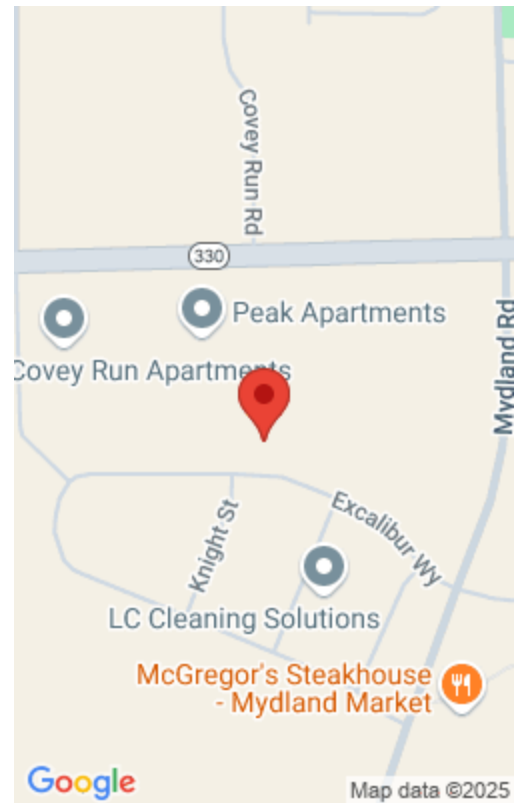 Covey Run Rd
330
Peak Apartments
Covey Run Apartments
Mydland Rd
Excalibur Wy
Knight St
LC Cleaning Solutions
McGregor's Steakhouse
- Mydland Market
Google
Map data ©2025